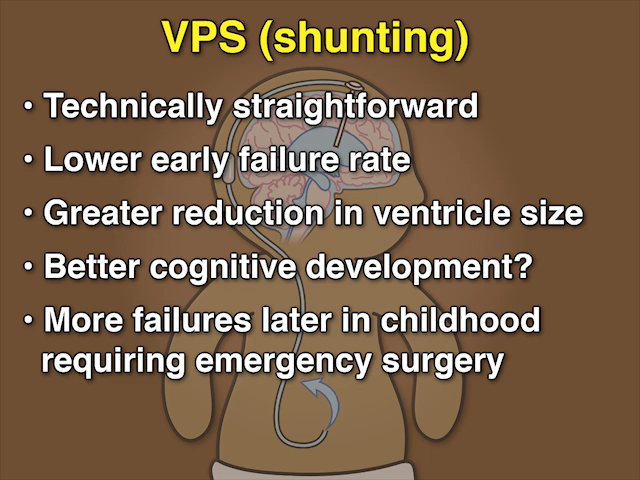 VPS (shunting)
• Technically straightforward
• Lower early failure rate
• Greater reduction in ventricle size
• Better cognitive development?
• More failures later in childhood
requiring emergency surgery